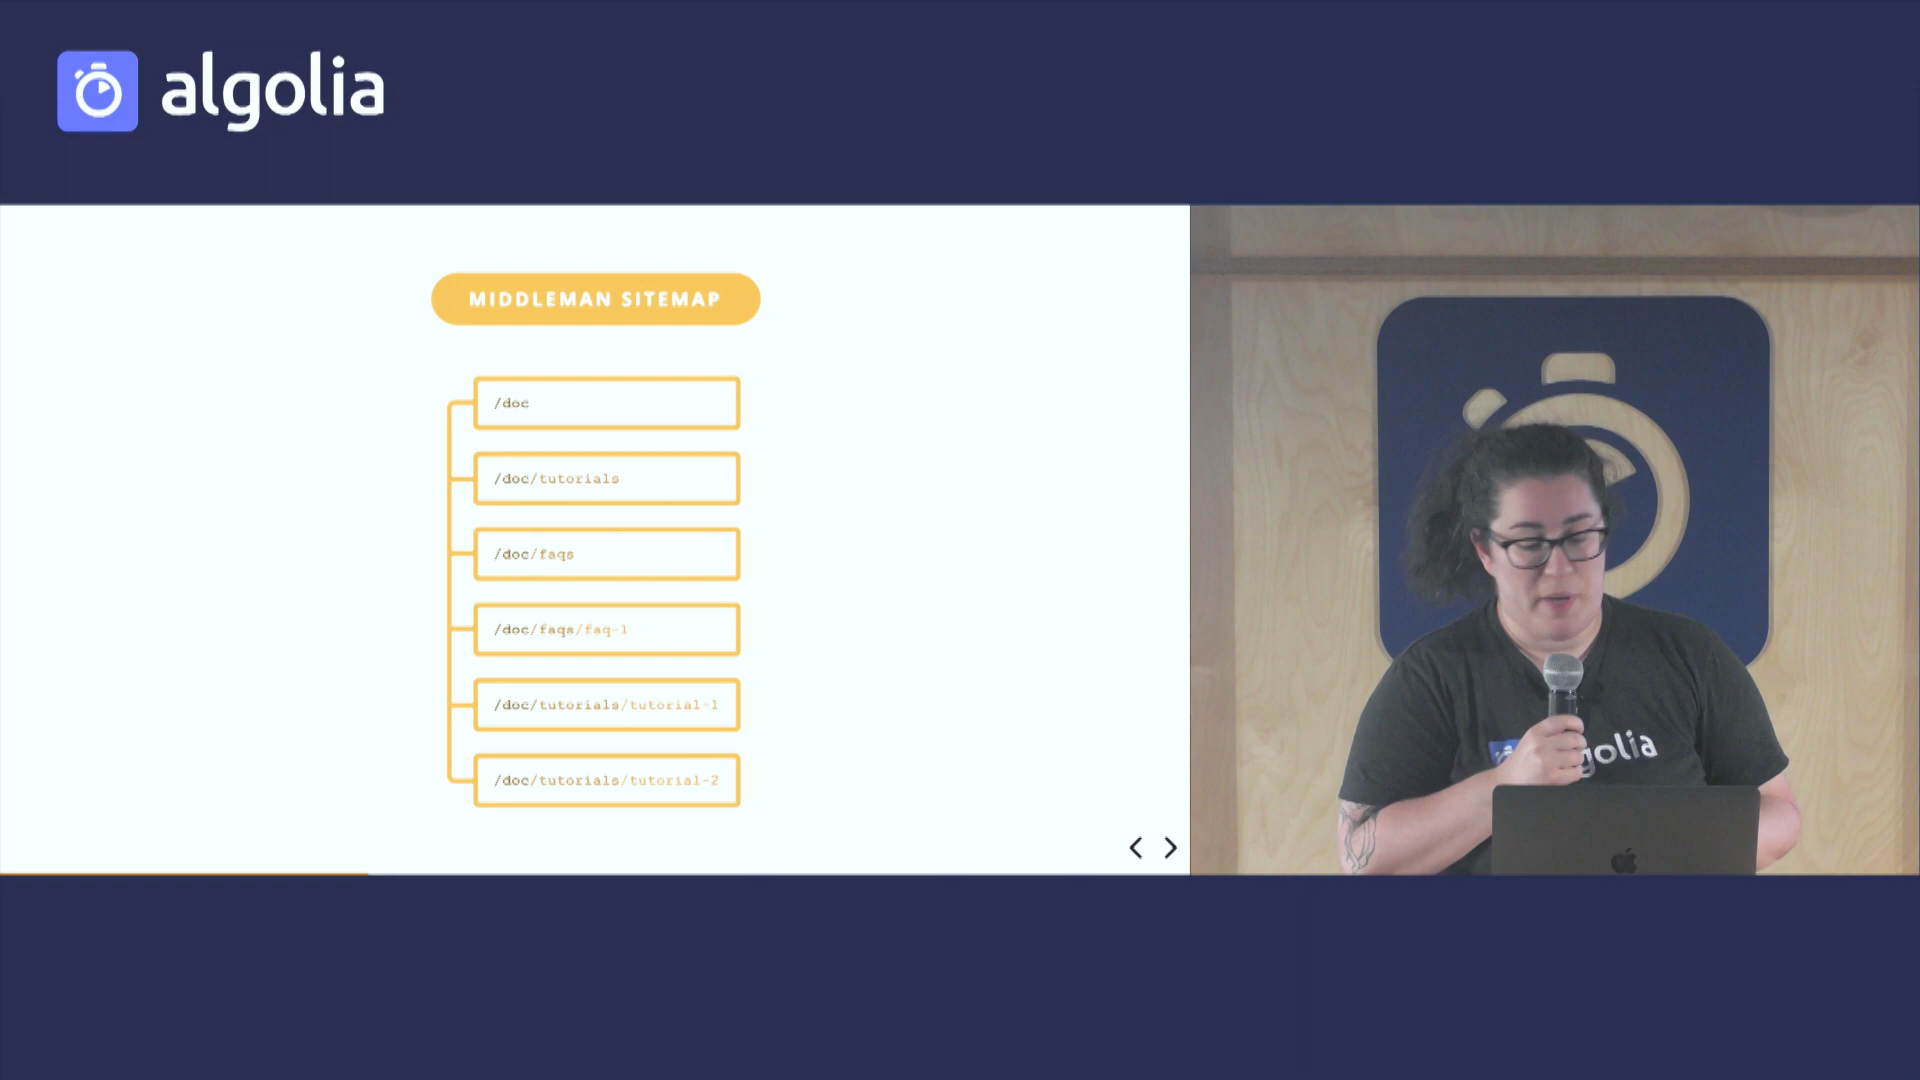 algolia
MIDDLEMAN SITEMAP
/doc
/doc/tutorials
/doc/faqs
/doc/faqs/faq-1
/doc/tutorials/tutorial-1
/doc/tutorials/tutorial-2
golia